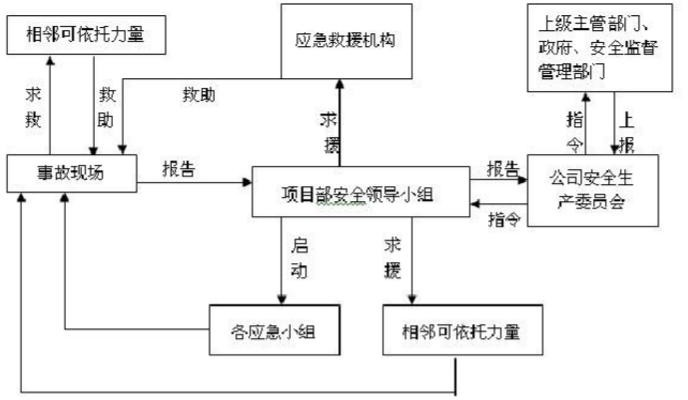 相邻可依托力量
应急救援机构
上级主管部门、
政府、安全监督
管理部门
求救
救助
救助
求援
指令
上报
事故现场
报告
项目部安全领导小组
报告
指令
公司安全生
产委员会
启动
求援
各应急小组
相邻可依托力量